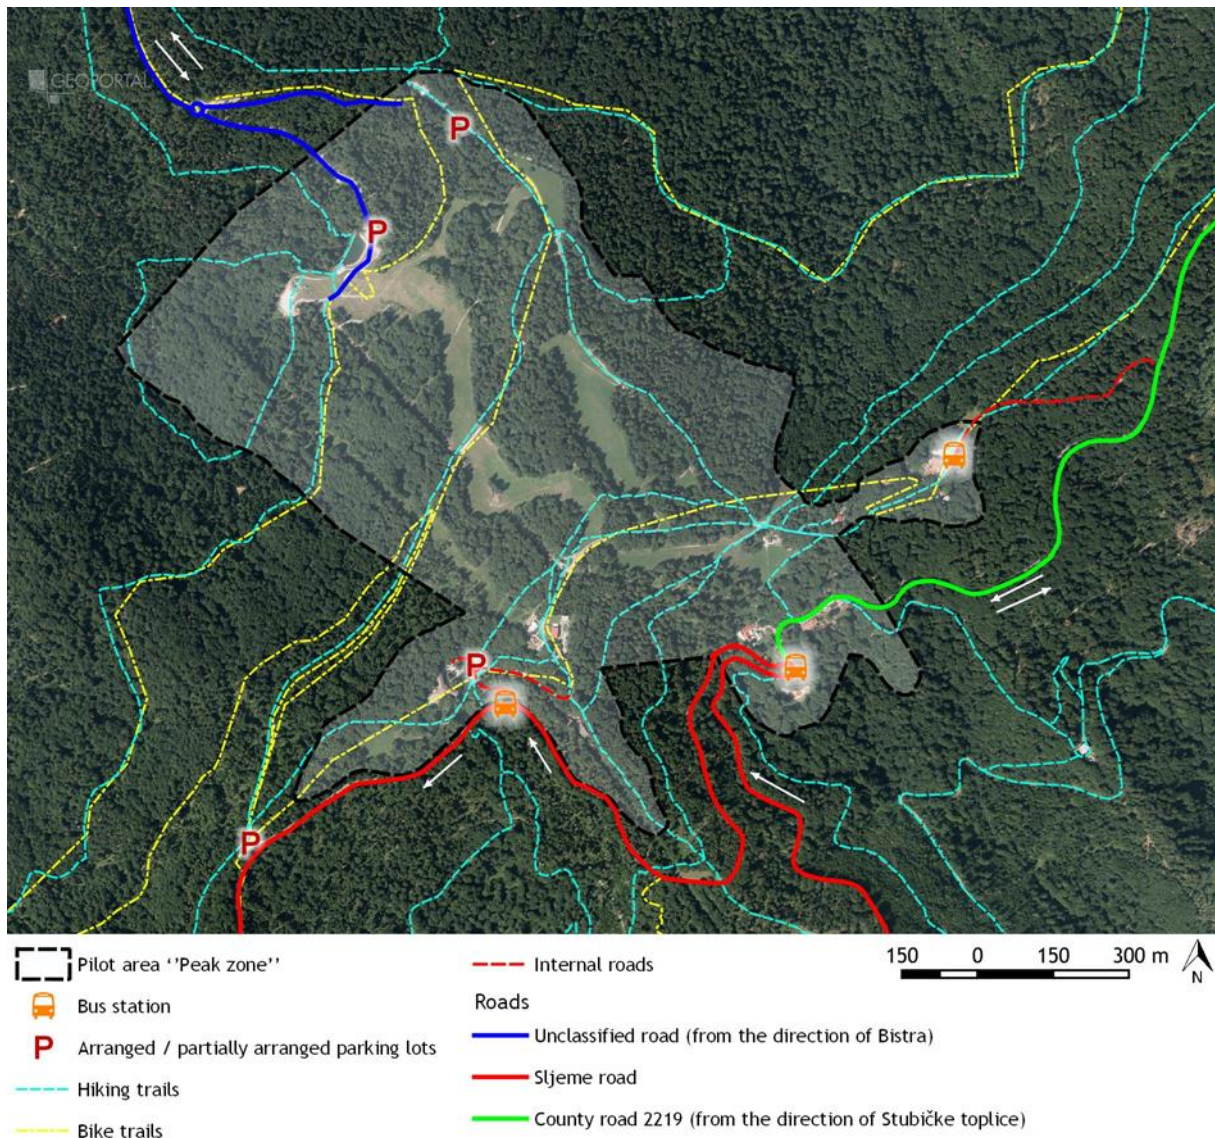 GEOPORTAL
P
P
P
P
Pilot area ‘’Peak zone’’
Bus station
P Arranged / partially arranged parking lots
Hiking trails
Bike trails
Internal roads
Roads
Unclassified road (from the direction of Bistra)
Sljeme road
County road 2219 (from the direction of Stubičke toplice)
150 0 150 300 m
N